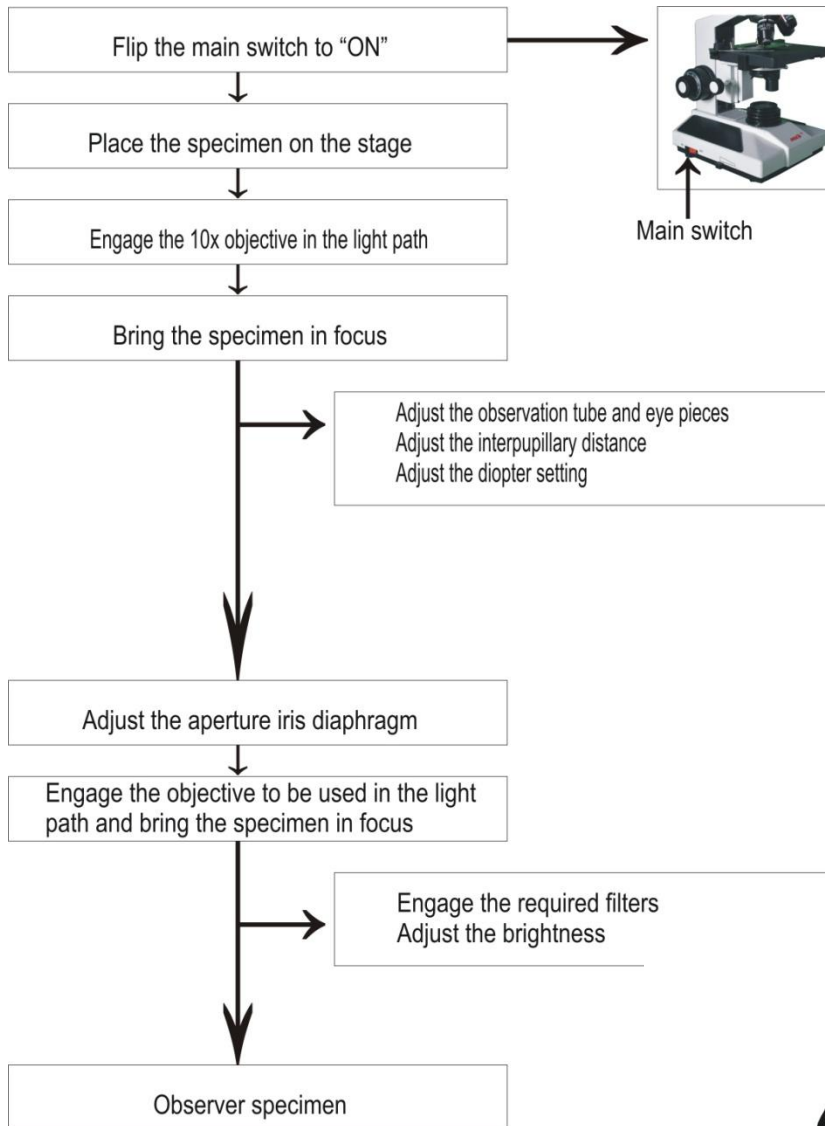 Flip the main switch to “ON”
Place the specimen on the stage
Main switch
Engage the 10x objective in the light path
Bring the specimen in focus
Adjust the observation tube and eye pieces
Adjust the interpupillary distance
Adjust the diopter setting
Adjust the aperture iris diaphragm
Engage the objective to be used in the light
path and bring the specimen in focus
Engage the required filters
Adjust the brightness
Observer specimen